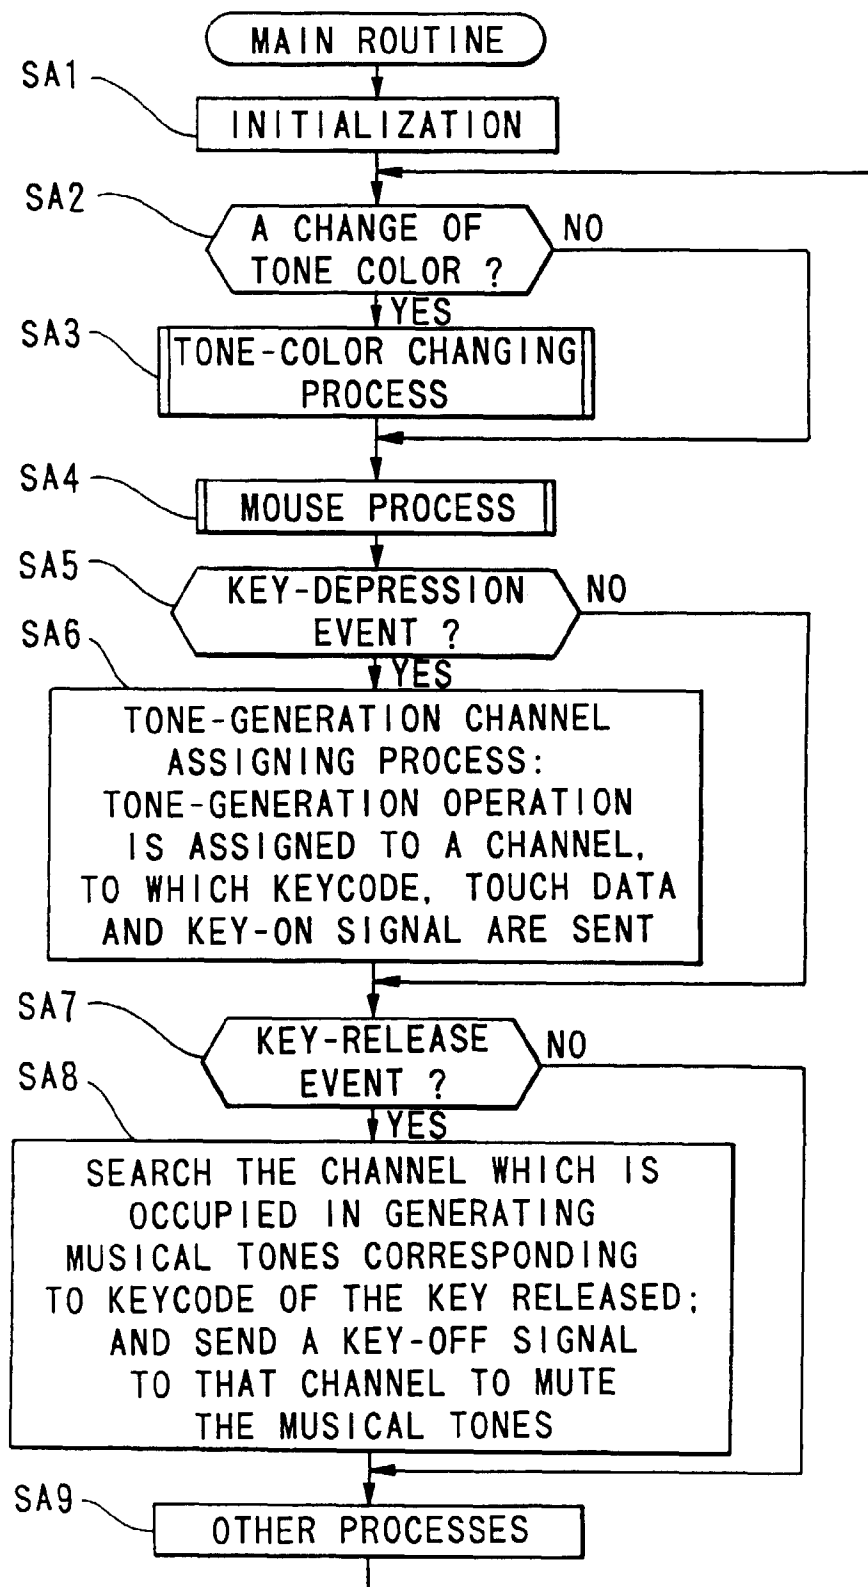 MAIN ROUTINE
SA1
INITIALIZATION
SA2
A CHANGE OF
TONE COLOR ?
NO
YES
SA3
TONE-COLOR CHANGING
PROCESS
SA4
MOUSE PROCESS
SA5
KEY-DEPRESSION
EVENT ?
NO
SA6
YES
TONE-GENERATION CHANNEL
ASSIGNING PROCESS:
TONE-GENERATION OPERATION
IS ASSIGNED TO A CHANNEL,
TO WHICH KEYCODE, TOUCH DATA
AND KEY-ON SIGNAL ARE SENT
SA7
KEY-RELEASE
EVENT ?
NO
SA8
YES
SEARCH THE CHANNEL WHICH IS
OCCUPIED IN GENERATING
MUSICAL TONES CORRESPONDING
TO KEYCODE OF THE KEY RELEASED;
AND SEND A KEY-OFF SIGNAL
TO THAT CHANNEL TO MUTE
THE MUSICAL TONES
SA9
OTHER PROCESSES